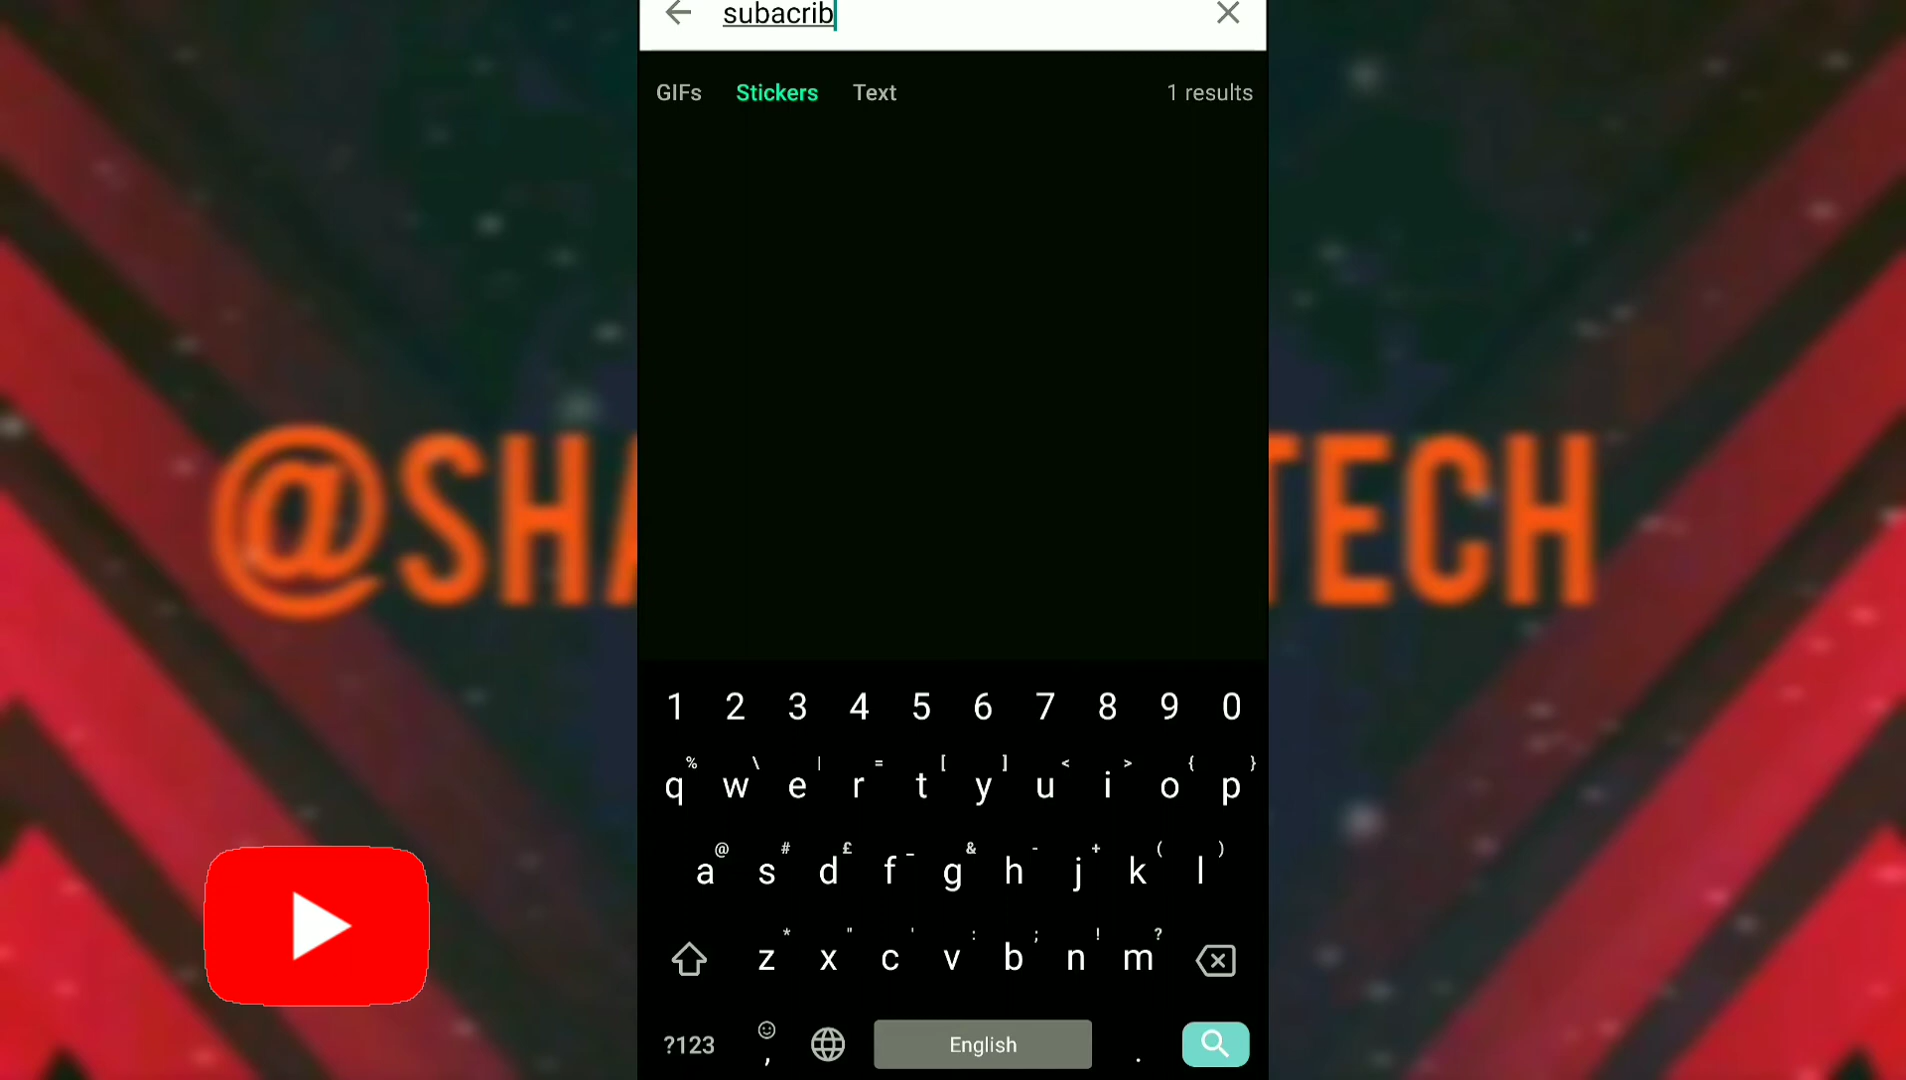 subacrib
GIFs Stickers Text 1 results
@SHA TECH
1 2 3 4 5 6 7 8 9 0
% \ | = [ ] < > { }
q w e r t y u i o p
@ # £ _ & - + ( )
a s d f g h j k l
* " ' : ; ! ?
z x c v b n m
?123 , English .